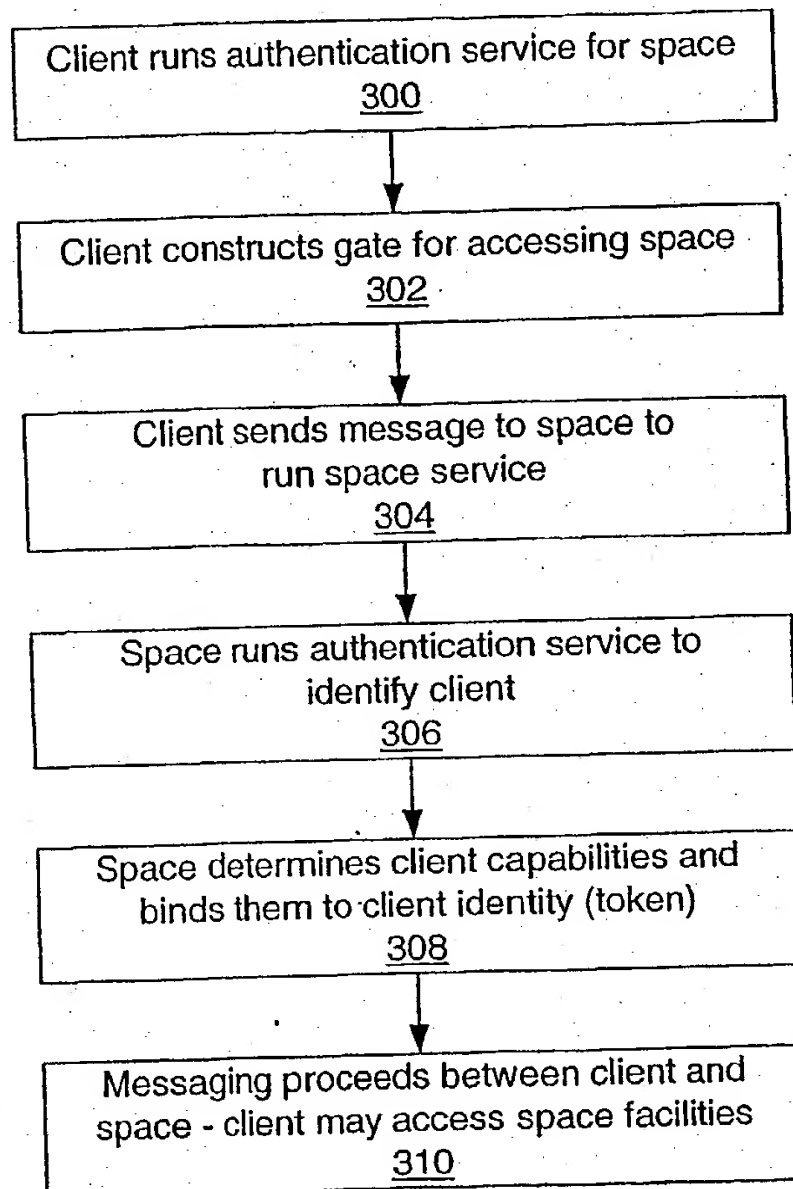 Client runs authentication service for space
300
Client constructs gate for accessing space
302
Client sends message to space to
run space service
304
Space runs authentication service to
identify client
306
Space determines client capabilities and
binds them to client identity (token)
308
Messaging proceeds between client and
space - client may access space facilities
310